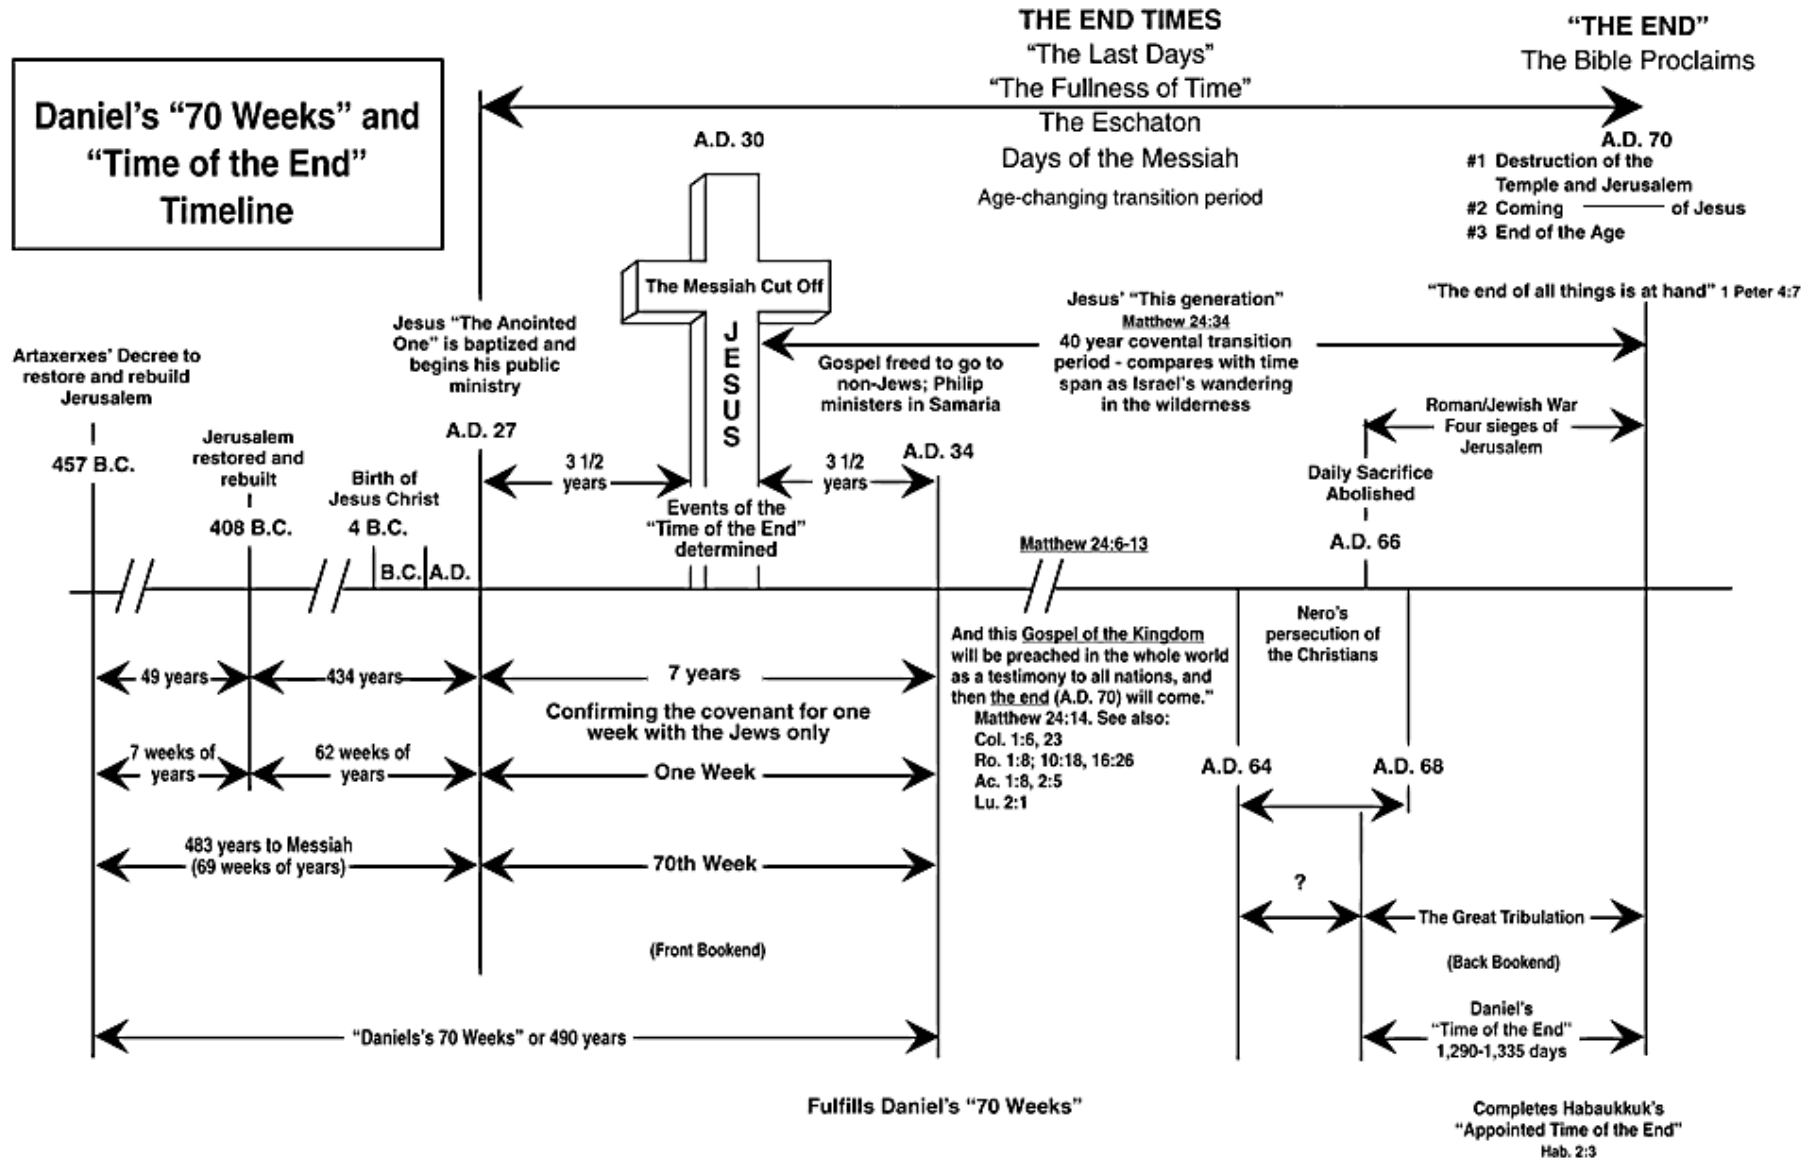 Daniel's "70 Weeks" and
"Time of the End"
Timeline
THE END TIMES
"The Last Days"
"The Fullness of Time"
The Eschaton
Days of the Messiah
Age-changing transition period
"THE END"
The Bible Proclaims
A.D. 70
#1 Destruction of the
Temple and Jerusalem
#2 Coming of Jesus
#3 End of the Age
"The end of all things is at hand" 1 Peter 4:7
A.D. 30
The Messiah Cut Off
JESUS
Events of the
"Time of the End"
determined
Artaxerxes' Decree to
restore and rebuild
Jerusalem
457 B.C.
Jerusalem
restored and
rebuilt
408 B.C.
Birth of
Jesus Christ
4 B.C.
B.C. A.D.
Jesus "The Anointed
One" is baptized and
begins his public
ministry
A.D. 27
3 1/2
years
3 1/2
years
Gospel freed to go to
non-Jews; Philip
ministers in Samaria
A.D. 34
Jesus' "This generation"
Matthew 24:34
40 year covental transition
period - compares with time
span as Israel's wandering
in the wilderness
Roman/Jewish War
Four sieges of
Jerusalem
Daily Sacrifice
Abolished
A.D. 66
Matthew 24:6-13
And this Gospel of the Kingdom
will be preached in the whole world
as a testimony to all nations, and
then the end (A.D. 70) will come."
Matthew 24:14. See also:
Col. 1:6, 23
Ro. 1:8; 10:18, 16:26
Ac. 1:8, 2:5
Lu. 2:1
Nero's
persecution of
the Christians
A.D. 64
A.D. 68
49 years
434 years
7 years
Confirming the covenant for one
week with the Jews only
7 weeks of
years
62 weeks of
years
One Week
483 years to Messiah
(69 weeks of years)
70th Week
?
The Great Tribulation
(Front Bookend)
(Back Bookend)
"Daniels's 70 Weeks" or 490 years
Daniel's
"Time of the End"
1,290-1,335 days
Fulfills Daniel's "70 Weeks"
Completes Habaukkuk's
"Appointed Time of the End"
Hab. 2:3